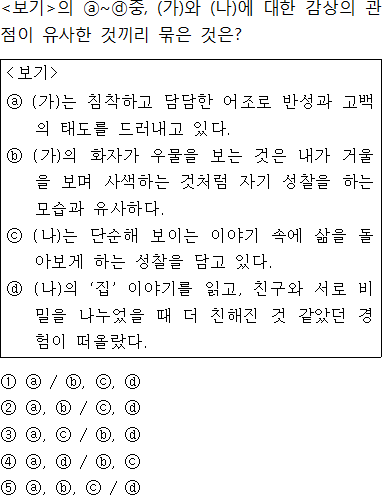 <보기>의 ⓐ~ⓓ중, (가)와 (나)에 대한 감상의 관
점이 유사한 것끼리 묶은 것은?
<보기>
ⓐ (가)는 침착하고 담담한 어조로 반성과 고백
의 태도를 드러내고 있다.
ⓑ (가)의 화자가 우물을 보는 것은 내가 거울
을 보며 사색하는 것처럼 자기 성찰을 하는
모습과 유사하다.
ⓒ (나)는 단순해 보이는 이야기 속에 삶을 돌
아보게 하는 성찰을 담고 있다.
ⓓ (나)의 ‘집’ 이야기를 읽고, 친구와 서로 비
밀을 나누었을 때 더 친해진 것 같았던 경
험이 떠올랐다.
① ⓐ / ⓑ, ⓒ, ⓓ
② ⓐ, ⓑ / ⓒ, ⓓ
③ ⓐ, ⓒ / ⓑ, ⓓ
④ ⓐ, ⓓ / ⓑ, ⓒ
⑤ ⓐ, ⓑ, ⓒ / ⓓ